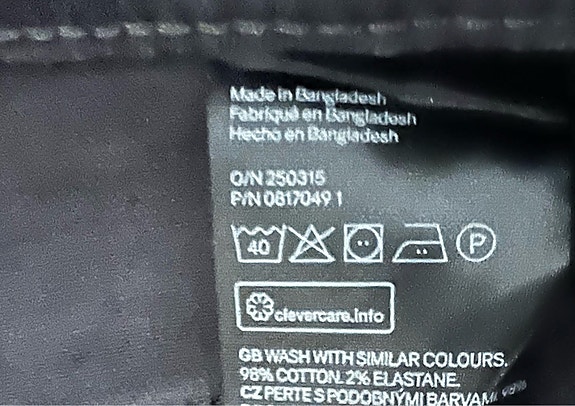 Made in Bangladesh
Fabriqué en Bangladesh
Hecho en Bangladesh
O/N 250315
P/N 0817049 1
40 P
clevercare.info
GB WASH WITH SIMILAR COLOURS.
98% COTTON. 2% ELASTANE.
CZ PERTE S PODOBNÝMI BARVAMI. 98%